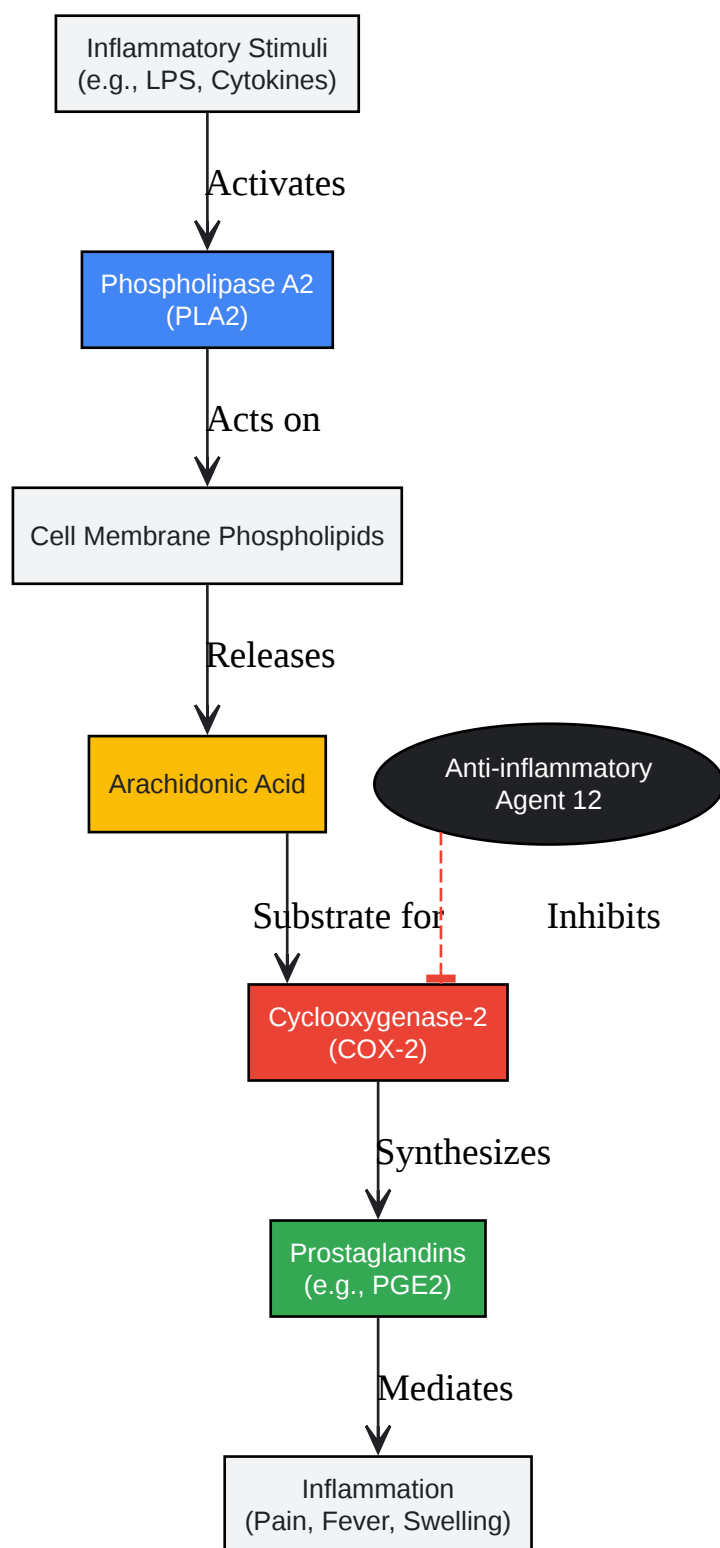 Inflammatory Stimuli
(e.g., LPS, Cytokines)
Activates
Phospholipase A2
(PLA2)
Acts on
Cell Membrane Phospholipids
Releases
Arachidonic Acid
Anti-inflammatory
Agent 12
Substrate for
Inhibits
Cyclooxygenase-2
(COX-2)
Synthesizes
Prostaglandins
(e.g., PGE2)
Mediates
Inflammation
(Pain, Fever, Swelling)